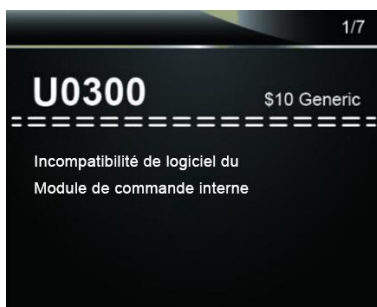 1/7
U0300 $10 Generic
Incompatibilité de logiciel du
Module de commande interne